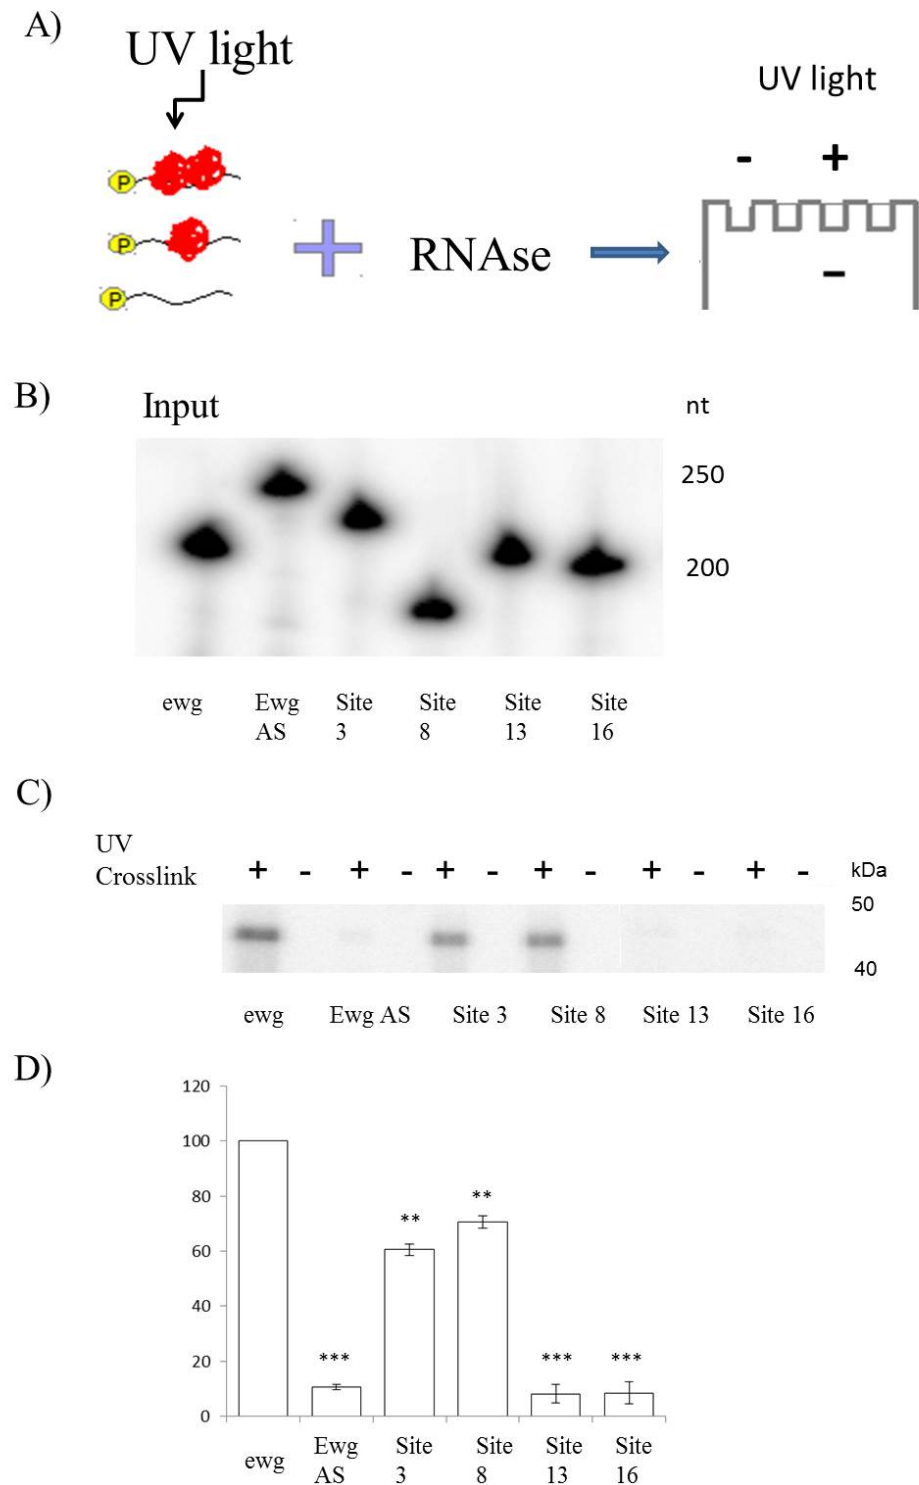 A)
UV light
UV light
- +
P
P
P
RNAse
B)
Input
nt
250
200
ewg Ewg AS Site 3 Site 8 Site 13 Site 16
C)
UV
Crosslink + - + - + - + - + - + - kDa
50
40
ewg Ewg AS Site 3 Site 8 Site 13 Site 16
D)
120
100
80
60
40
20
0
*** ** ** *** ***
ewg Ewg AS Site 3 Site 8 Site 13 Site 16